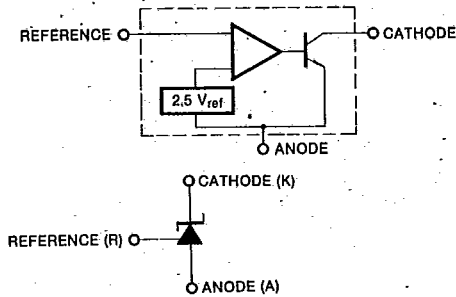 REFERENCE
CATHODE
2,5 Vref
ANODE
CATHODE (K)
REFERENCE (R)
ANODE (A)